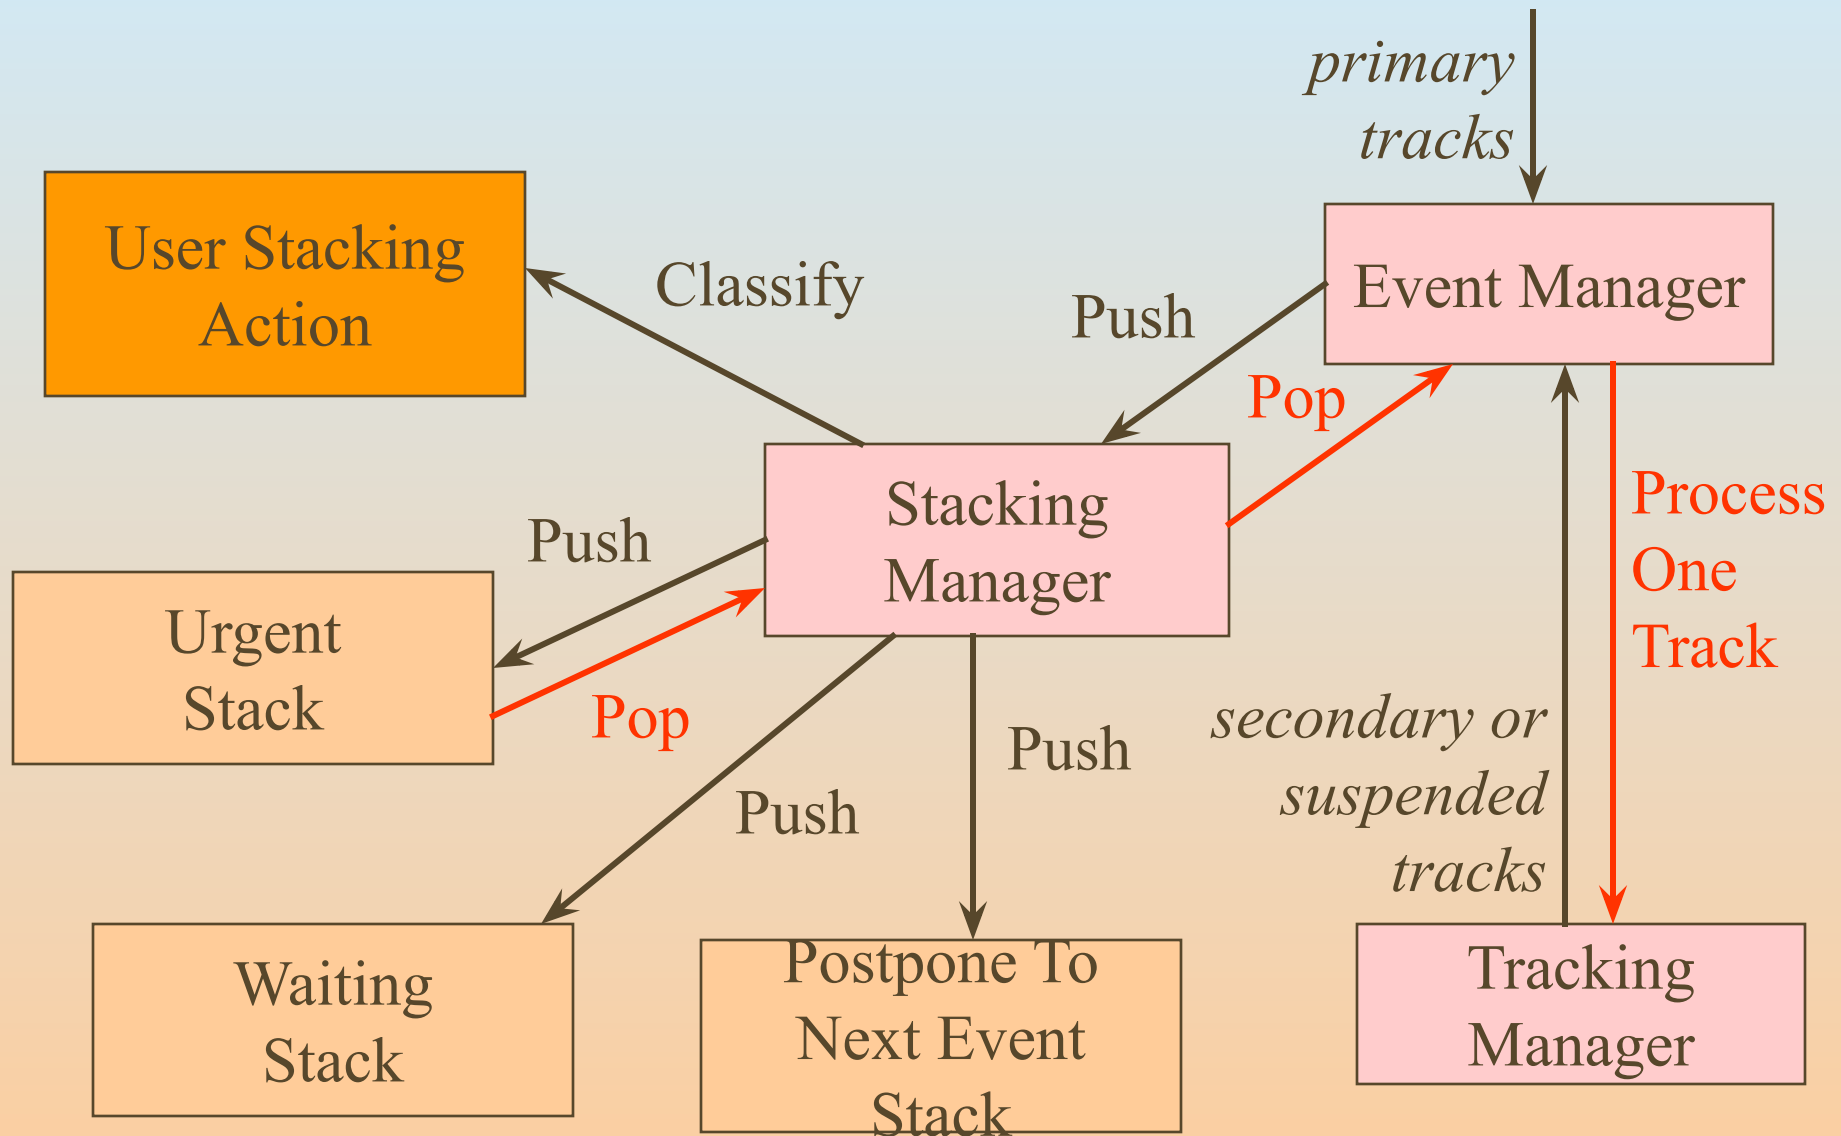 primary
tracks
User Stacking
Action
Classify
Push
Event Manager
Pop
Stacking
Manager
Push
Process
One
Track
Urgent
Stack
Pop
Push
Push
secondary or
suspended
tracks
Waiting
Stack
Postpone To
Next Event
Stack
Tracking
Manager